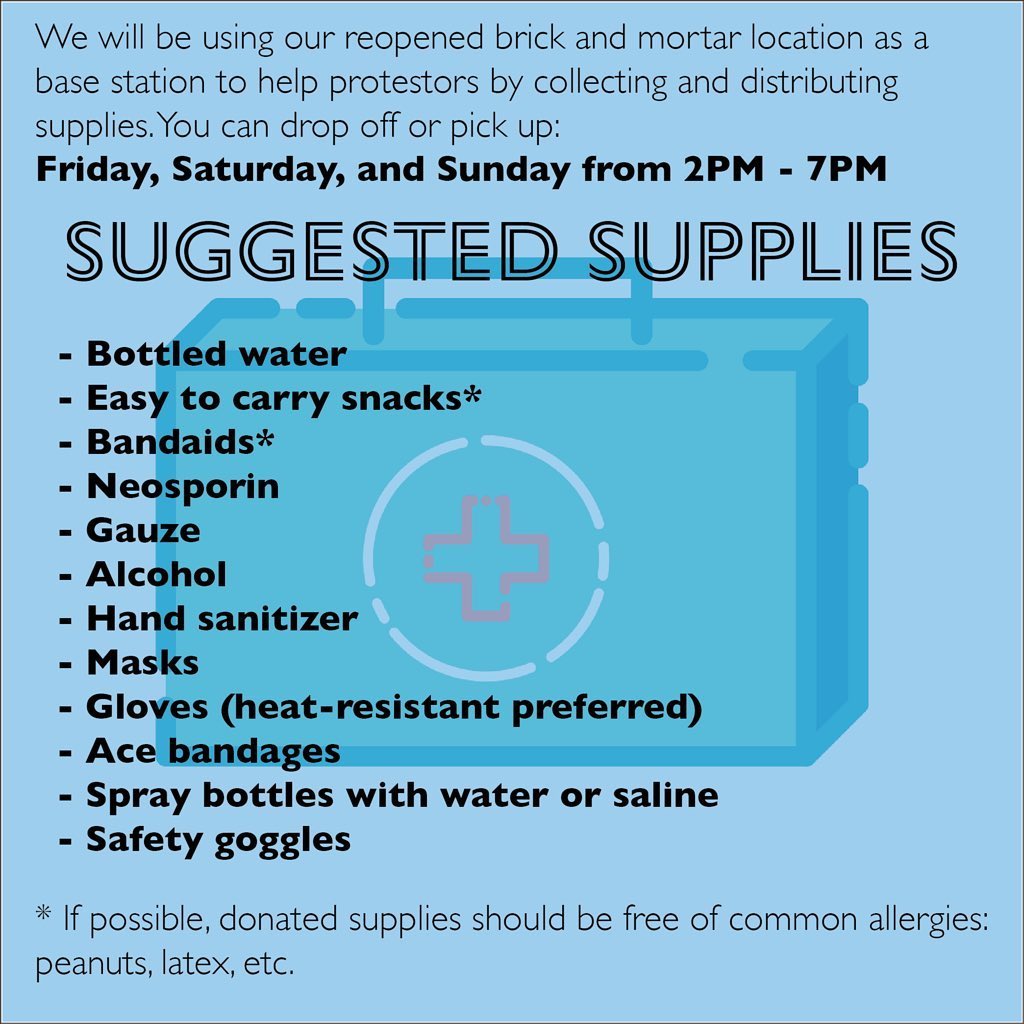 We will be using our reopened brick and mortar location as a
base station to help protestors by collecting and distributing
supplies. You can drop off or pick up:
Friday, Saturday, and Sunday from 2PM - 7PM
SUGGESTED SUPPLIES
- Bottled water
- Easy to carry snacks*
- Bandaids*
- Neosporin
- Gauze
- Alcohol
- Hand sanitizer
- Masks
- Gloves (heat-resistant preferred)
- Ace bandages
- Spray bottles with water or saline
- Safety goggles
* If possible, donated supplies should be free of common allergies:
peanuts, latex, etc.